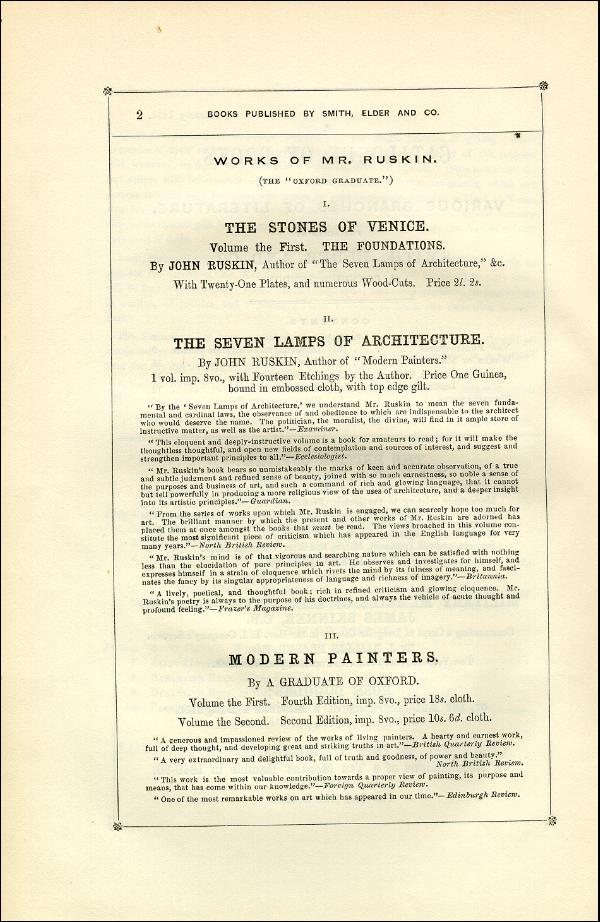 2 BOOKS PUBLISHED BY SMITH, ELDER AND CO.
WORKS OF MR. RUSKIN.
(THE "OXFORD GRADUATE.")
I.
THE STONES OF VENICE.
Volume the First. THE FOUNDATIONS.
By JOHN RUSKIN, Author of "The Seven Lamps of Architecture," &c.
With Twenty-One Plates, and numerous Wood-Cuts. Price 2l. 2s.
II.
THE SEVEN LAMPS OF ARCHITECTURE.
By JOHN RUSKIN, Author of "Modern Painters."
1 vol. imp. 8vo., with Fourteen Etchings by the Author. Price One Guinea,
bound in embossed cloth, with top edge gilt.
"By the 'Seven Lamps of Architecture,' we understand Mr. Ruskin to mean the seven funda-
mental and cardinal laws, the observance of and obedience to which are indispensable to the architect
who would deserve the name. The politician, the moralist, the divine, will find in it ample store of
instructive matter, as well as the artist."—Examiner.
"This eloquent and deeply-instructive volume is a book for amateurs to read; for it will make the
thoughtless thoughtful, and open new fields of contemplation and sources of interest, and suggest and
strengthen important principles to all."—Ecclesiologist.
"Mr. Ruskin's book bears so unmistakeably the marks of keen and accurate observation, of a true
and subtle judgment and refined sense of beauty, joined with so much earnestness, so noble a sense of
the purposes and business of art, and such a command of rich and glowing language, that it cannot
but tell powerfully in producing a more religious view of the uses of architecture, and a deeper insight
into its artistic principles."—Guardian.
"From the series of works upon which Mr. Ruskin is engaged, we can scarcely hope too much for
art. The brilliant manner by which the present and other works of Mr. Ruskin are adorned has
placed them at once amongst the books that must be read. The views broached in this volume con-
stitute the most significant piece of criticism which has appeared in the English language for very
many years."—North British Review.
"Mr. Ruskin's mind is of that vigorous and searching nature which can be satisfied with nothing
less than the elucidation of pure principles in art. He observes and investigates for himself, and
expresses himself in a strain of eloquence which rivets the mind by its fulness of meaning, and fasci-
nates the fancy by its singular appropriateness of language and richness of imagery."—Britannia.
"A lively, poetical, and thoughtful book; rich in refined criticism and glowing eloquence. Mr.
Ruskin's poetry is always to the purpose of his doctrines, and always the vehicle of acute thought and
profound feeling."—Frazer's Magazine.
III.
MODERN PAINTERS.
By A GRADUATE OF OXFORD.
Volume the First. Fourth Edition, imp. 8vo., price 18s. cloth.
Volume the Second. Second Edition, imp. 8vo., price 10s. 6d. cloth.
"A generous and impassioned review of the works of living painters. A hearty and earnest work,
full of deep thought, and developing great and striking truths in art."—British Quarterly Review.
"A very extraordinary and delightful book, full of truth and goodness, of power and beauty."
North British Review.
"This work is the most valuable contribution towards a proper view of painting, its purpose and
means, that has come within our knowledge."—Foreign Quarterly Review.
"One of the most remarkable works on art which has appeared in our time."—Edinburgh Review.